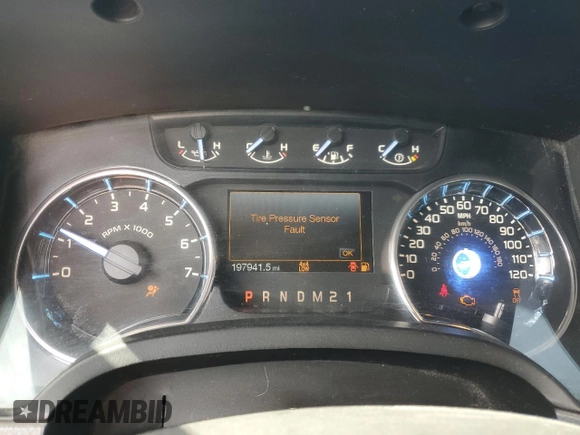 L H C H E F C H
0 1 2 3 4 5 6 7
RPM X 1000
Tire Pressure Sensor
Fault
OK
197941.5 mi
4x4
LOW
P R N D M 2 1
0 10 20 30 40 50 60 70 80 90 100 110 120
MPH
km/h
DREAMBID